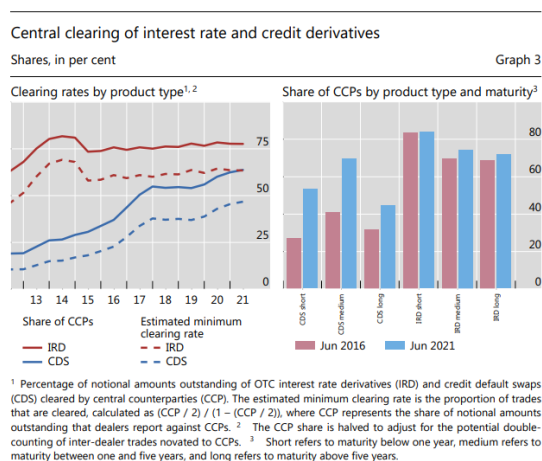 Central clearing of interest rate and credit derivatives
Shares, in per cent Graph 3
Clearing rates by product type1, 2
Share of CCPs by product type and maturity3
75
50
25
0
13 14 15 16 17 18 19 20 21
Share of CCPs
IRD
CDS
Estimated minimum
clearing rate
IRD
CDS
80
60
40
20
0
CDS short
CDS medium
CDS long
IRD short
IRD medium
IRD long
Jun 2016 Jun 2021
1 Percentage of notional amounts outstanding of OTC interest rate derivatives (IRD) and credit default swaps
(CDS) cleared by central counterparties (CCP). The estimated minimum clearing rate is the proportion of trades
that are cleared, calculated as (CCP / 2) / (1 – (CCP / 2)), where CCP represents the share of notional amounts
outstanding that dealers report against CCPs. 2 The CCP share is halved to adjust for the potential double-
counting of inter-dealer trades novated to CCPs. 3 Short refers to maturity below one year, medium refers to
maturity between one and five years, and long refers to maturity above five years.